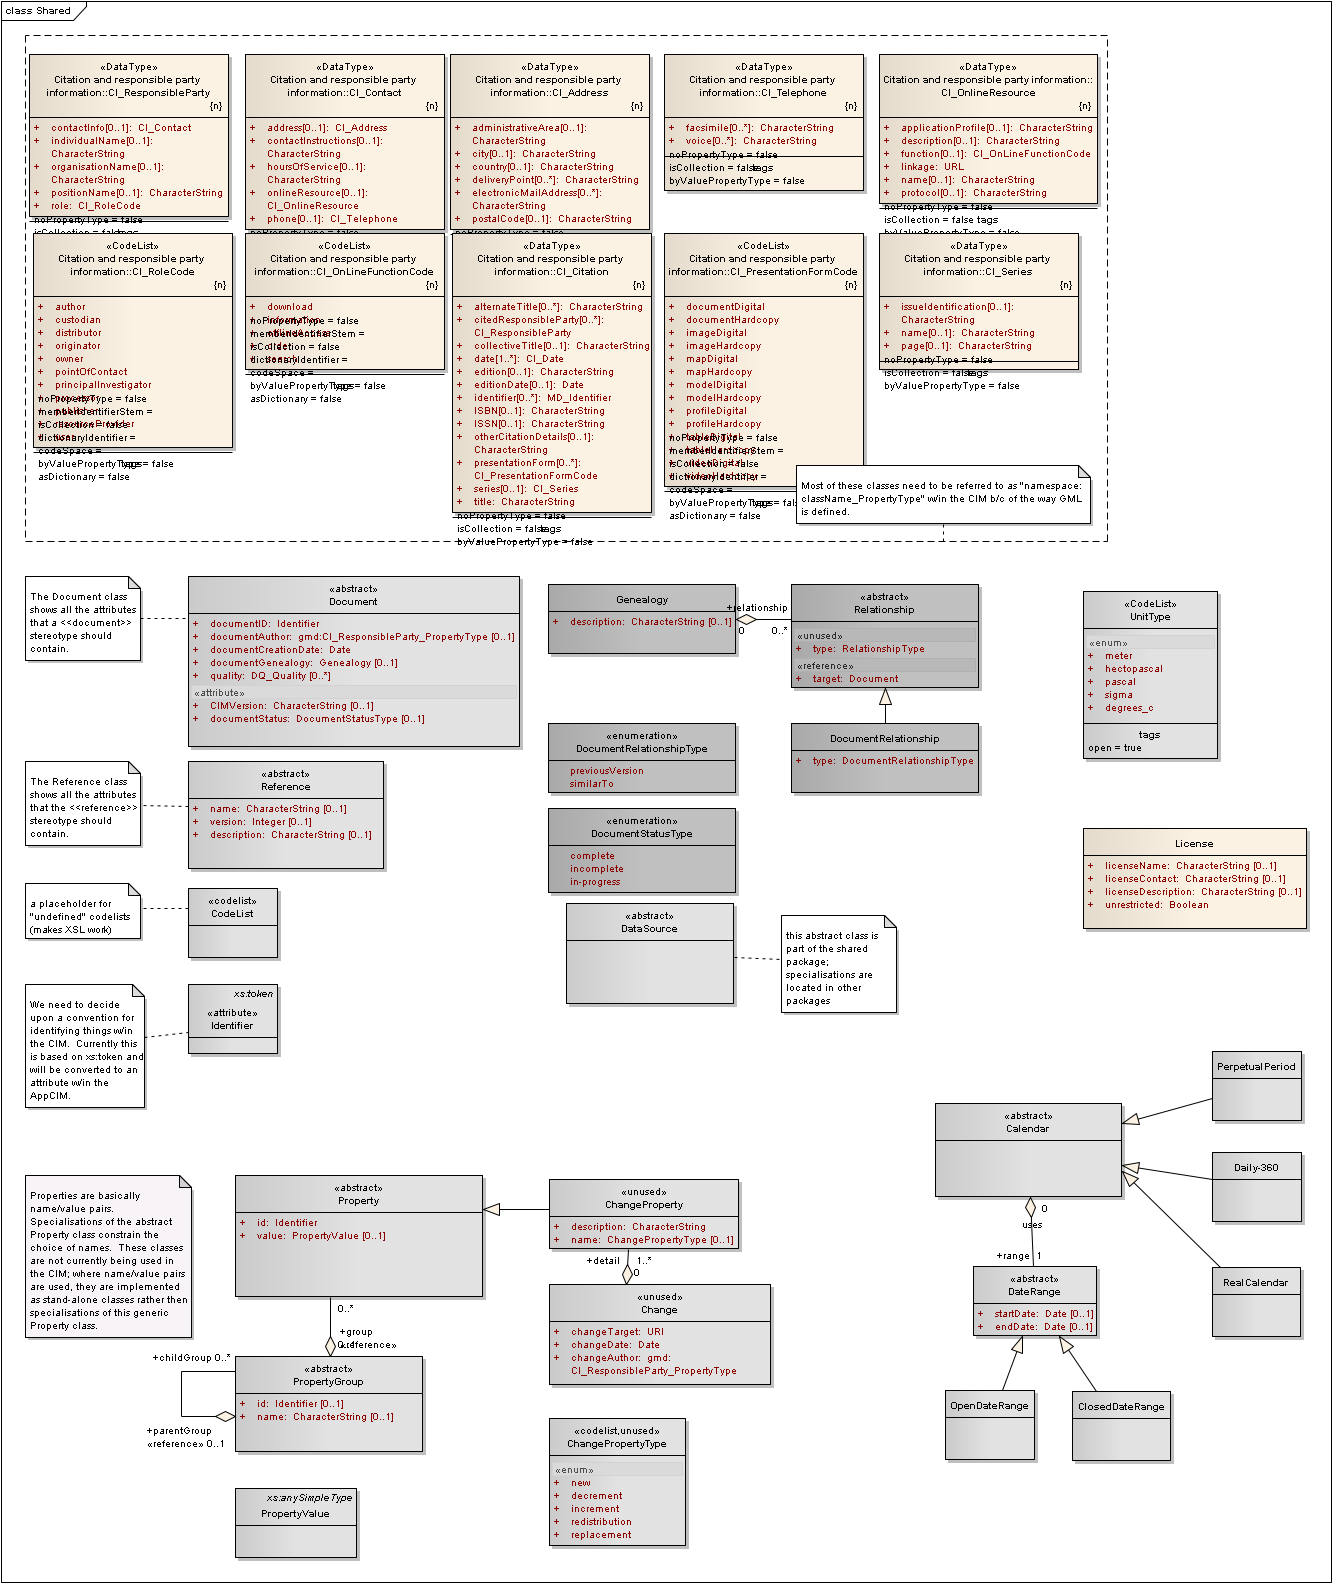 class Shared
«DataType»
Citation and responsible party
information::CI_ResponsibleParty
{n}
+ contactInfo[0..1]: CI_Contact
+ individualName[0..1]:
CharacterString
+ organisationName[0..1]:
CharacterString
+ positionName[0..1]: CharacterString
+ role: CI_RoleCode
noPropertyType = false
«DataType»
Citation and responsible party
information::CI_Contact
{n}
+ address[0..1]: CI_Address
+ contactInstructions[0..1]:
CharacterString
+ hoursOfService[0..1]:
CharacterString
+ onlineResource[0..1]:
CI_OnlineResource
+ phone[0..1]: CI_Telephone
«DataType»
Citation and responsible party
information::CI_Address
{n}
+ administrativeArea[0..1]:
CharacterString
+ city[0..1]: CharacterString
+ country[0..1]: CharacterString
+ deliveryPoint[0..*]: CharacterString
+ electronicMailAddress[0..*]:
CharacterString
+ postalCode[0..1]: CharacterString
«DataType»
Citation and responsible party
information::CI_Telephone
{n}
+ facsimile[0..*]: CharacterString
+ voice[0..*]: CharacterString
noPropertyType = false
isCollection = false tags
byValuePropertyType = false
«DataType»
Citation and responsible party information::
CI_OnlineResource
{n}
+ applicationProfile[0..1]: CharacterString
+ description[0..1]: CharacterString
+ function[0..1]: CI_OnLineFunctionCode
+ linkage: URL
+ name[0..1]: CharacterString
+ protocol[0..1]: CharacterString
noPropertyType = false
isCollection = false tags
byValuePropertyType = false
«CodeList»
Citation and responsible party
information::CI_RoleCode
{n}
+ author
+ custodian
+ distributor
+ originator
+ owner
+ pointOfContact
+ principalInvestigator
noPropertyType = false
memberIdentifierStem =
isCollection = false
dictionaryIdentifier =
codeSpace =
byValuePropertyType = false
asDictionary = false
«CodeList»
Citation and responsible party
information::CI_OnLineFunctionCode
{n}
+ download
noPropertyType = false
memberIdentifierStem =
isCollection = false
dictionaryIdentifier =
codeSpace =
byValuePropertyType = false
asDictionary = false
«DataType»
Citation and responsible party
information::CI_Citation
{n}
+ alternateTitle[0..*]: CharacterString
+ citedResponsibleParty[0..*]:
CI_ResponsibleParty
+ collectiveTitle[0..1]: CharacterString
+ date[1..*]: CI_Date
+ edition[0..1]: CharacterString
+ editionDate[0..1]: Date
+ identifier[0..*]: MD_Identifier
+ ISBN[0..1]: CharacterString
+ ISSN[0..1]: CharacterString
+ otherCitationDetails[0..1]:
CharacterString
+ presentationForm[0..*]:
CI_PresentationFormCode
+ series[0..1]: CI_Series
+ title: CharacterString
noPropertyType = false
isCollection = false tags
byValuePropertyType = false
«CodeList»
Citation and responsible party
information::CI_PresentationFormCode
{n}
+ documentDigital
+ documentHardcopy
+ imageDigital
+ imageHardcopy
+ mapDigital
+ mapHardcopy
+ modelDigital
+ modelHardcopy
+ profileDigital
+ profileHardcopy
noPropertyType = false
memberIdentifierStem =
isCollection = false
dictionaryIdentifier =
codeSpace =
asDictionary = false
«DataType»
Citation and responsible party
information::CI_Series
{n}
+ issueIdentification[0..1]:
CharacterString
+ name[0..1]: CharacterString
+ page[0..1]: CharacterString
noPropertyType = false
isCollection = false tags
byValuePropertyType = false
Most of these classes need to be referred to as "namespace:
className_PropertyType" w/in the CIM b/c of the way GML
is defined.
The Document class
shows all the attributes
that a <<document>>
stereotype should
contain.
«abstract»
Document
+ documentID: Identifier
+ documentAuthor: gmd:CI_ResponsibleParty_PropertyType [0..1]
+ documentCreationDate: Date
+ documentGenealogy: Genealogy [0..1]
+ quality: DQ_Quality [0..*]
«attribute»
+ CIMVersion: CharacterString [0..1]
+ documentStatus: DocumentStatusType [0..1]
Genealogy
+ description: CharacterString [0..1]
+relationship
0
0..*
«abstract»
Relationship
«unused»
+ type: RelationshipType
«reference»
+ target: Document
«CodeList»
UnitType
«enum»
+ meter
+ hectopascal
+ pascal
+ sigma
+ degrees_c
tags
open = true
«enumeration»
DocumentRelationshipType
previousVersion
similarTo
DocumentRelationship
+ type: DocumentRelationshipType
The Reference class
shows all the attributes
that the <<reference>>
stereotype should
contain.
«abstract»
Reference
+ name: CharacterString [0..1]
+ version: Integer [0..1]
+ description: CharacterString [0..1]
«enumeration»
DocumentStatusType
complete
incomplete
in-progress
License
+ licenseName: CharacterString [0..1]
+ licenseContact: CharacterString [0..1]
+ licenseDescription: CharacterString [0..1]
+ unrestricted: Boolean
a placeholder for
"undefined" codelists
(makes XSL work)
«codelist»
CodeList
«abstract»
DataSource
this abstract class is
part of the shared
package;
specialisations are
located in other
packages
We need to decide
upon a convention for
identifying things w/in
the CIM.  Currently this
is based on xs:token and
will be converted to an
attribute w/in the
AppCIM.
xs:token
«attribute»
Identifier
PerpetualPeriod
«abstract»
Calendar
Daily-360
RealCalendar
0
uses
+range 1
«abstract»
DateRange
+ startDate: Date [0..1]
+ endDate: Date [0..1]
OpenDateRange
ClosedDateRange
Properties are basically
name/value pairs.
Specialisations of the abstract
Property class constrain the
choice of names.  These classes
are not currently being used in
the CIM; where name/value pairs
are used, they are implemented
as stand-alone classes rather then
specialisations of this generic
Property class.
«abstract»
Property
+ id: Identifier
+ value: PropertyValue [0..1]
«unused»
ChangeProperty
+ description: CharacterString
+ name: ChangePropertyType [0..1]
+detail 1..*
0
«unused»
Change
+ changeTarget: URI
+ changeDate: Date
+ changeAuthor: gmd:
CI_ResponsibleParty_PropertyType
0..*
+group
«reference»
+childGroup 0..*
«abstract»
PropertyGroup
+ id: Identifier [0..1]
+ name: CharacterString [0..1]
+parentGroup
«reference» 0..1
«codelist,unused»
ChangePropertyType
«enum»
+ new
+ decrement
+ increment
+ redistribution
+ replacement
xs:anySimpleType
PropertyValue